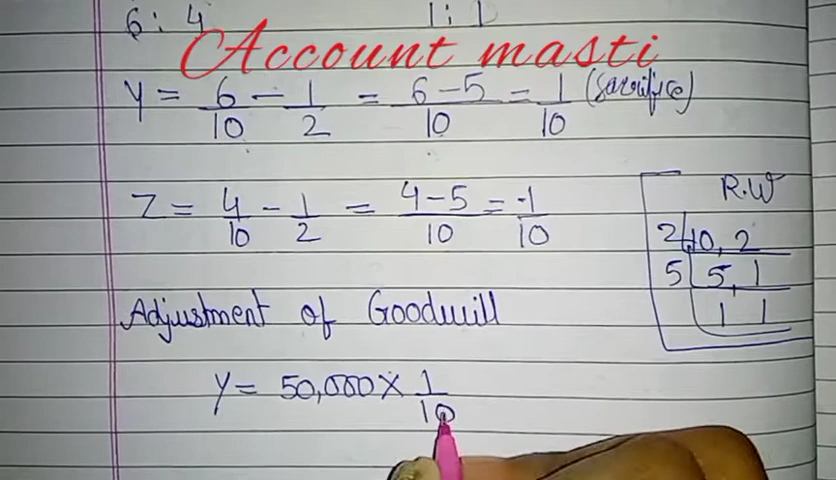 6 : 4 1 : 1
Account masti
Y = 6/10 - 1/2 = 6-5/10 = 1/10 (Sacrifice)
Z = 4/10 - 1/2 = 4-5/10 = -1/10
R.W
2 10, 2
5 5, 1
1 1
Adjustment of Goodwill
Y = 50,000 × 1/10